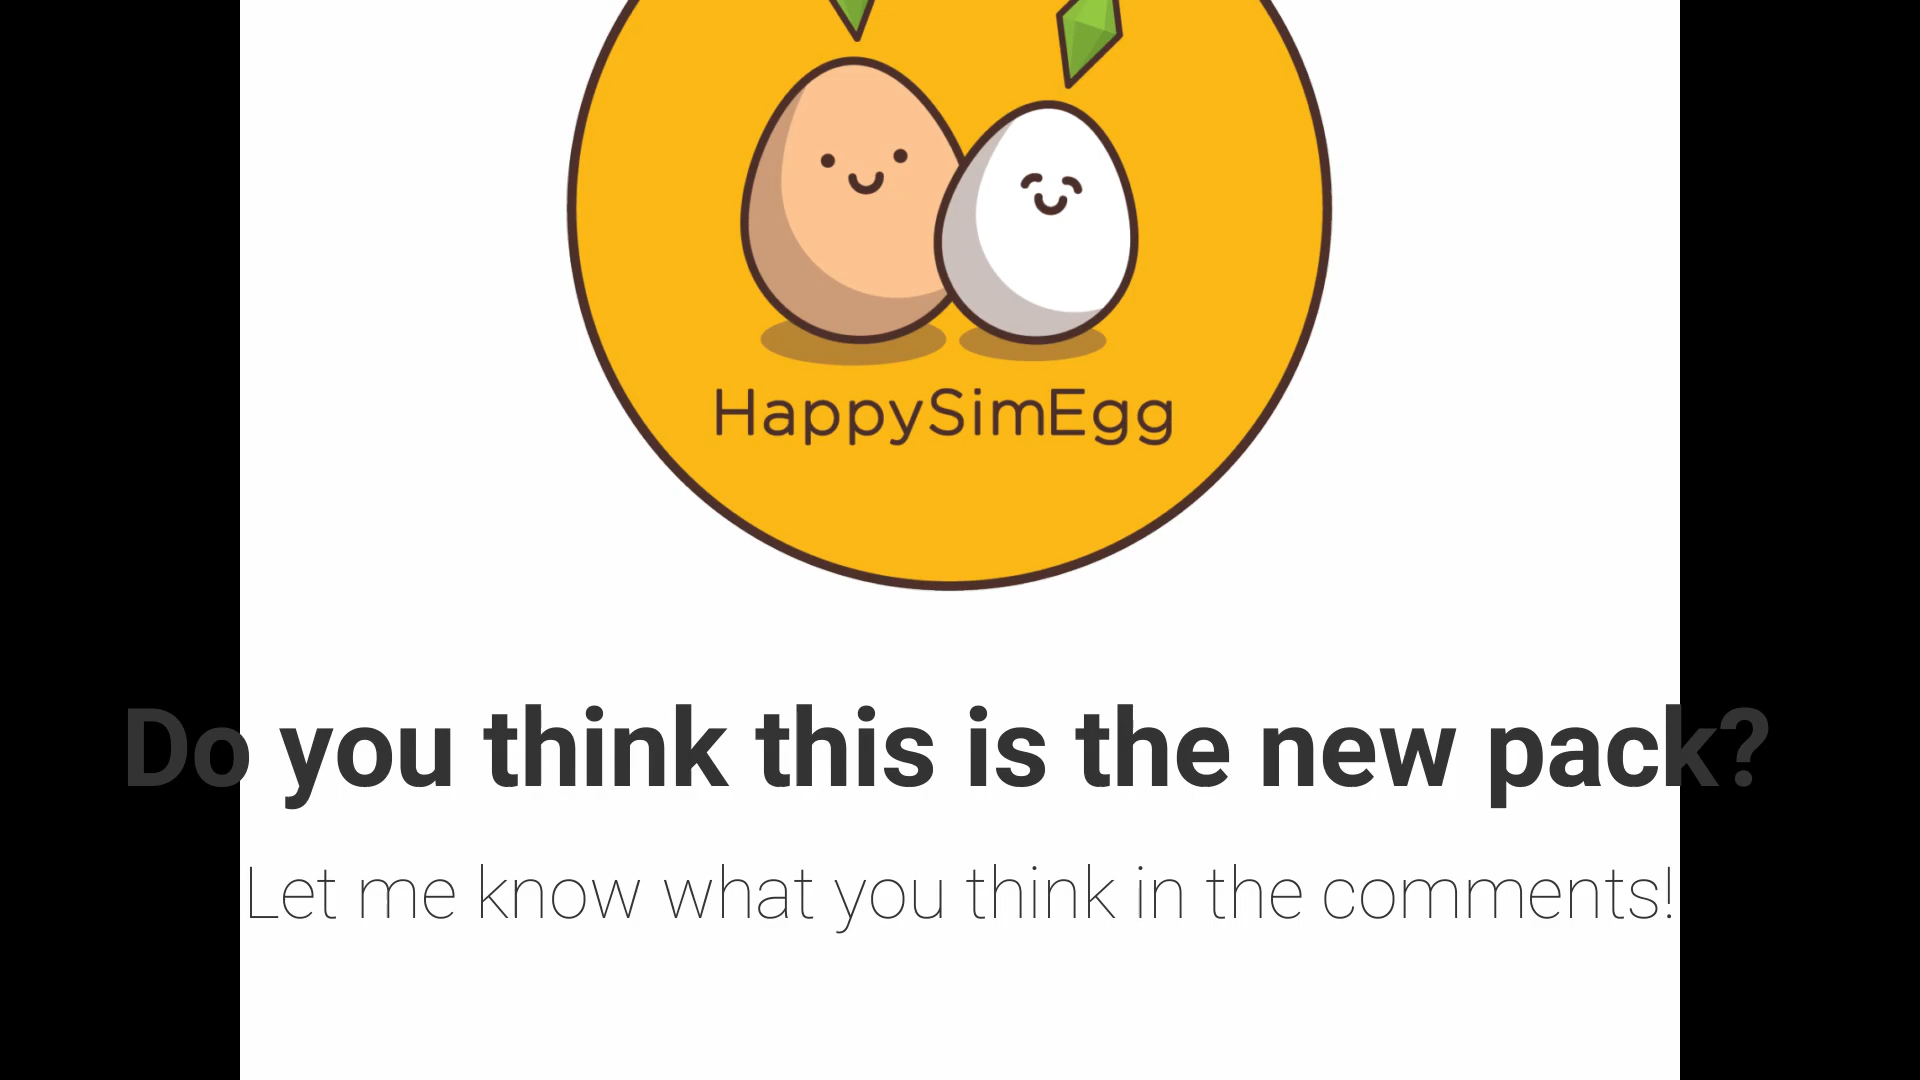 HappySimEgg
Do you think this is the new pack?
Let me know what you think in the comments!